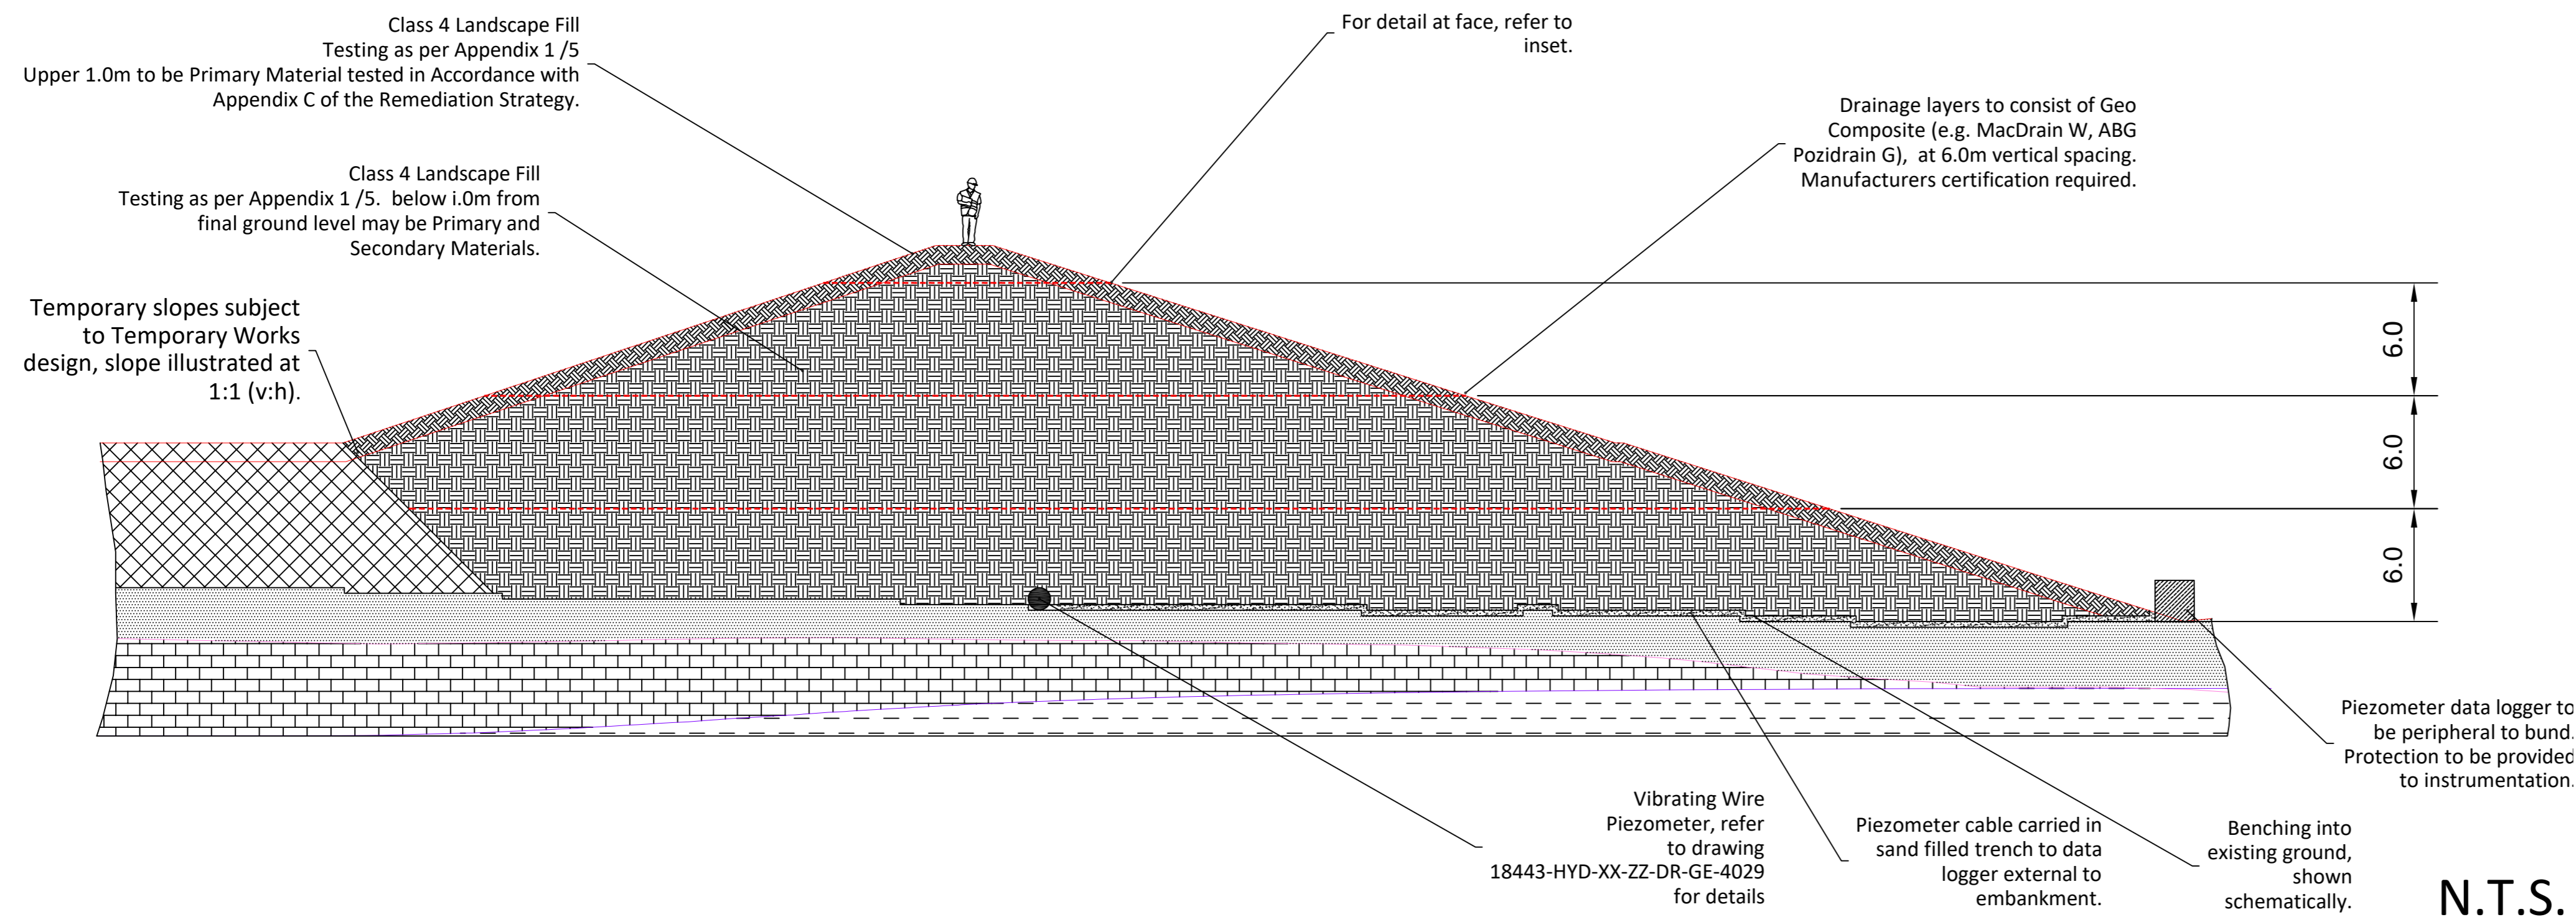 Class 4 Landscape Fill
Testing as per Appendix 1 /5
Upper 1.0m to be Primary Material tested in Accordance with
Appendix C of the Remediation Strategy.
For detail at face, refer to
inset.
Drainage layers to consist of Geo
Composite (e.g. MacDrain W, ABG
Pozidrain G),  at 6.0m vertical spacing.
Manufacturers certification required.
Class 4 Landscape Fill
Testing as per Appendix 1 /5.  below i.0m from
final ground level may be Primary and
Secondary Materials.
Temporary slopes subject
to Temporary Works
design, slope illustrated at
1:1 (v:h).
6.0
6.0
6.0
Piezometer data logger to
be peripheral to bund.
Protection to be provided
to instrumentation.
Vibrating Wire
Piezometer, refer
to drawing
18443-HYD-XX-ZZ-DR-GE-4029
for details
Piezometer cable carried in
sand filled trench to data
logger external to
embankment.
Benching into
existing ground,
shown
schematically.
N.T.S.